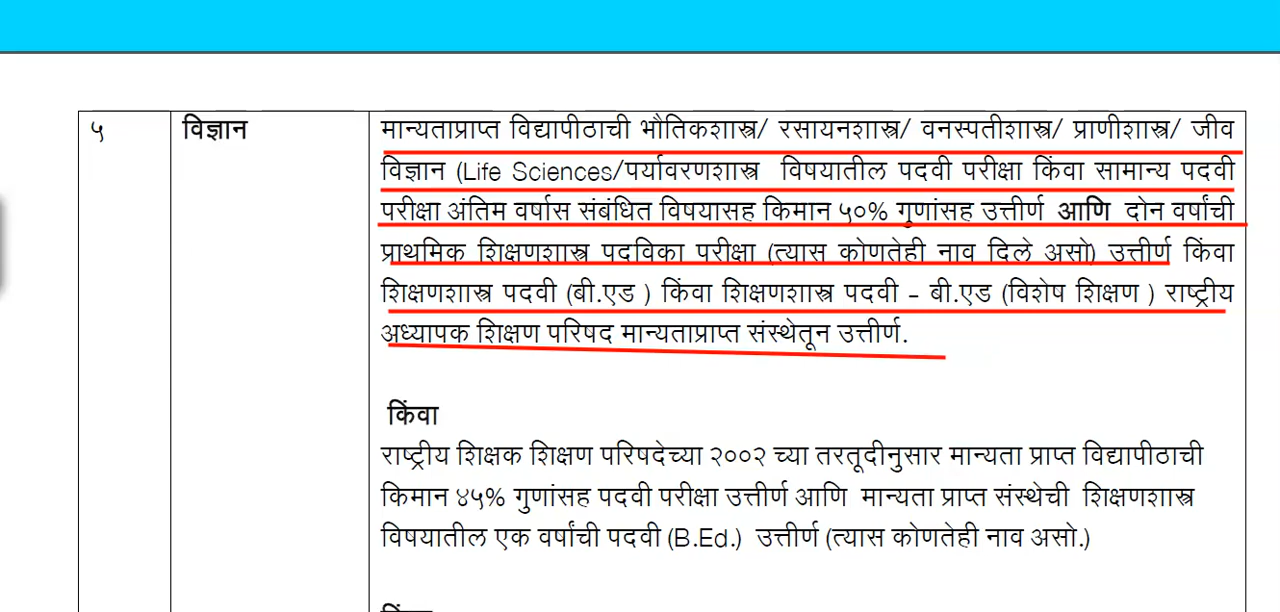 ५ विज्ञान मान्यताप्राप्त विद्यापीठाची भौतिकशास्त्र/ रसायनशास्त्र/ वनस्पतीशास्त्र/ प्राणीशास्त्र/ जीव
विज्ञान (Life Sciences/पर्यावरणशास्त्र विषयातील पदवी परीक्षा किंवा सामान्य पदवी
परीक्षा अंतिम वर्षास संबंधित विषयासह किमान ५०% गुणांसह उत्तीर्ण आणि दोन वर्षांची
प्राथमिक शिक्षणशास्त्र पदविका परीक्षा (त्यास कोणतेही नाव दिले असो) उत्तीर्ण किंवा
शिक्षणशास्त्र पदवी (बी.एड ) किंवा शिक्षणशास्त्र पदवी – बी.एड (विशेष शिक्षण ) राष्ट्रीय
अध्यापक शिक्षण परिषद मान्यताप्राप्त संस्थेतून उत्तीर्ण.
किंवा
राष्ट्रीय शिक्षक शिक्षण परिषदेच्या २००२ च्या तरतूदीनुसार मान्यता प्राप्त विद्यापीठाची
किमान ४५% गुणांसह पदवी परीक्षा उत्तीर्ण आणि मान्यता प्राप्त संस्थेची शिक्षणशास्त्र
विषयातील एक वर्षांची पदवी (B.Ed.) उत्तीर्ण (त्यास कोणतेही नाव असो.)